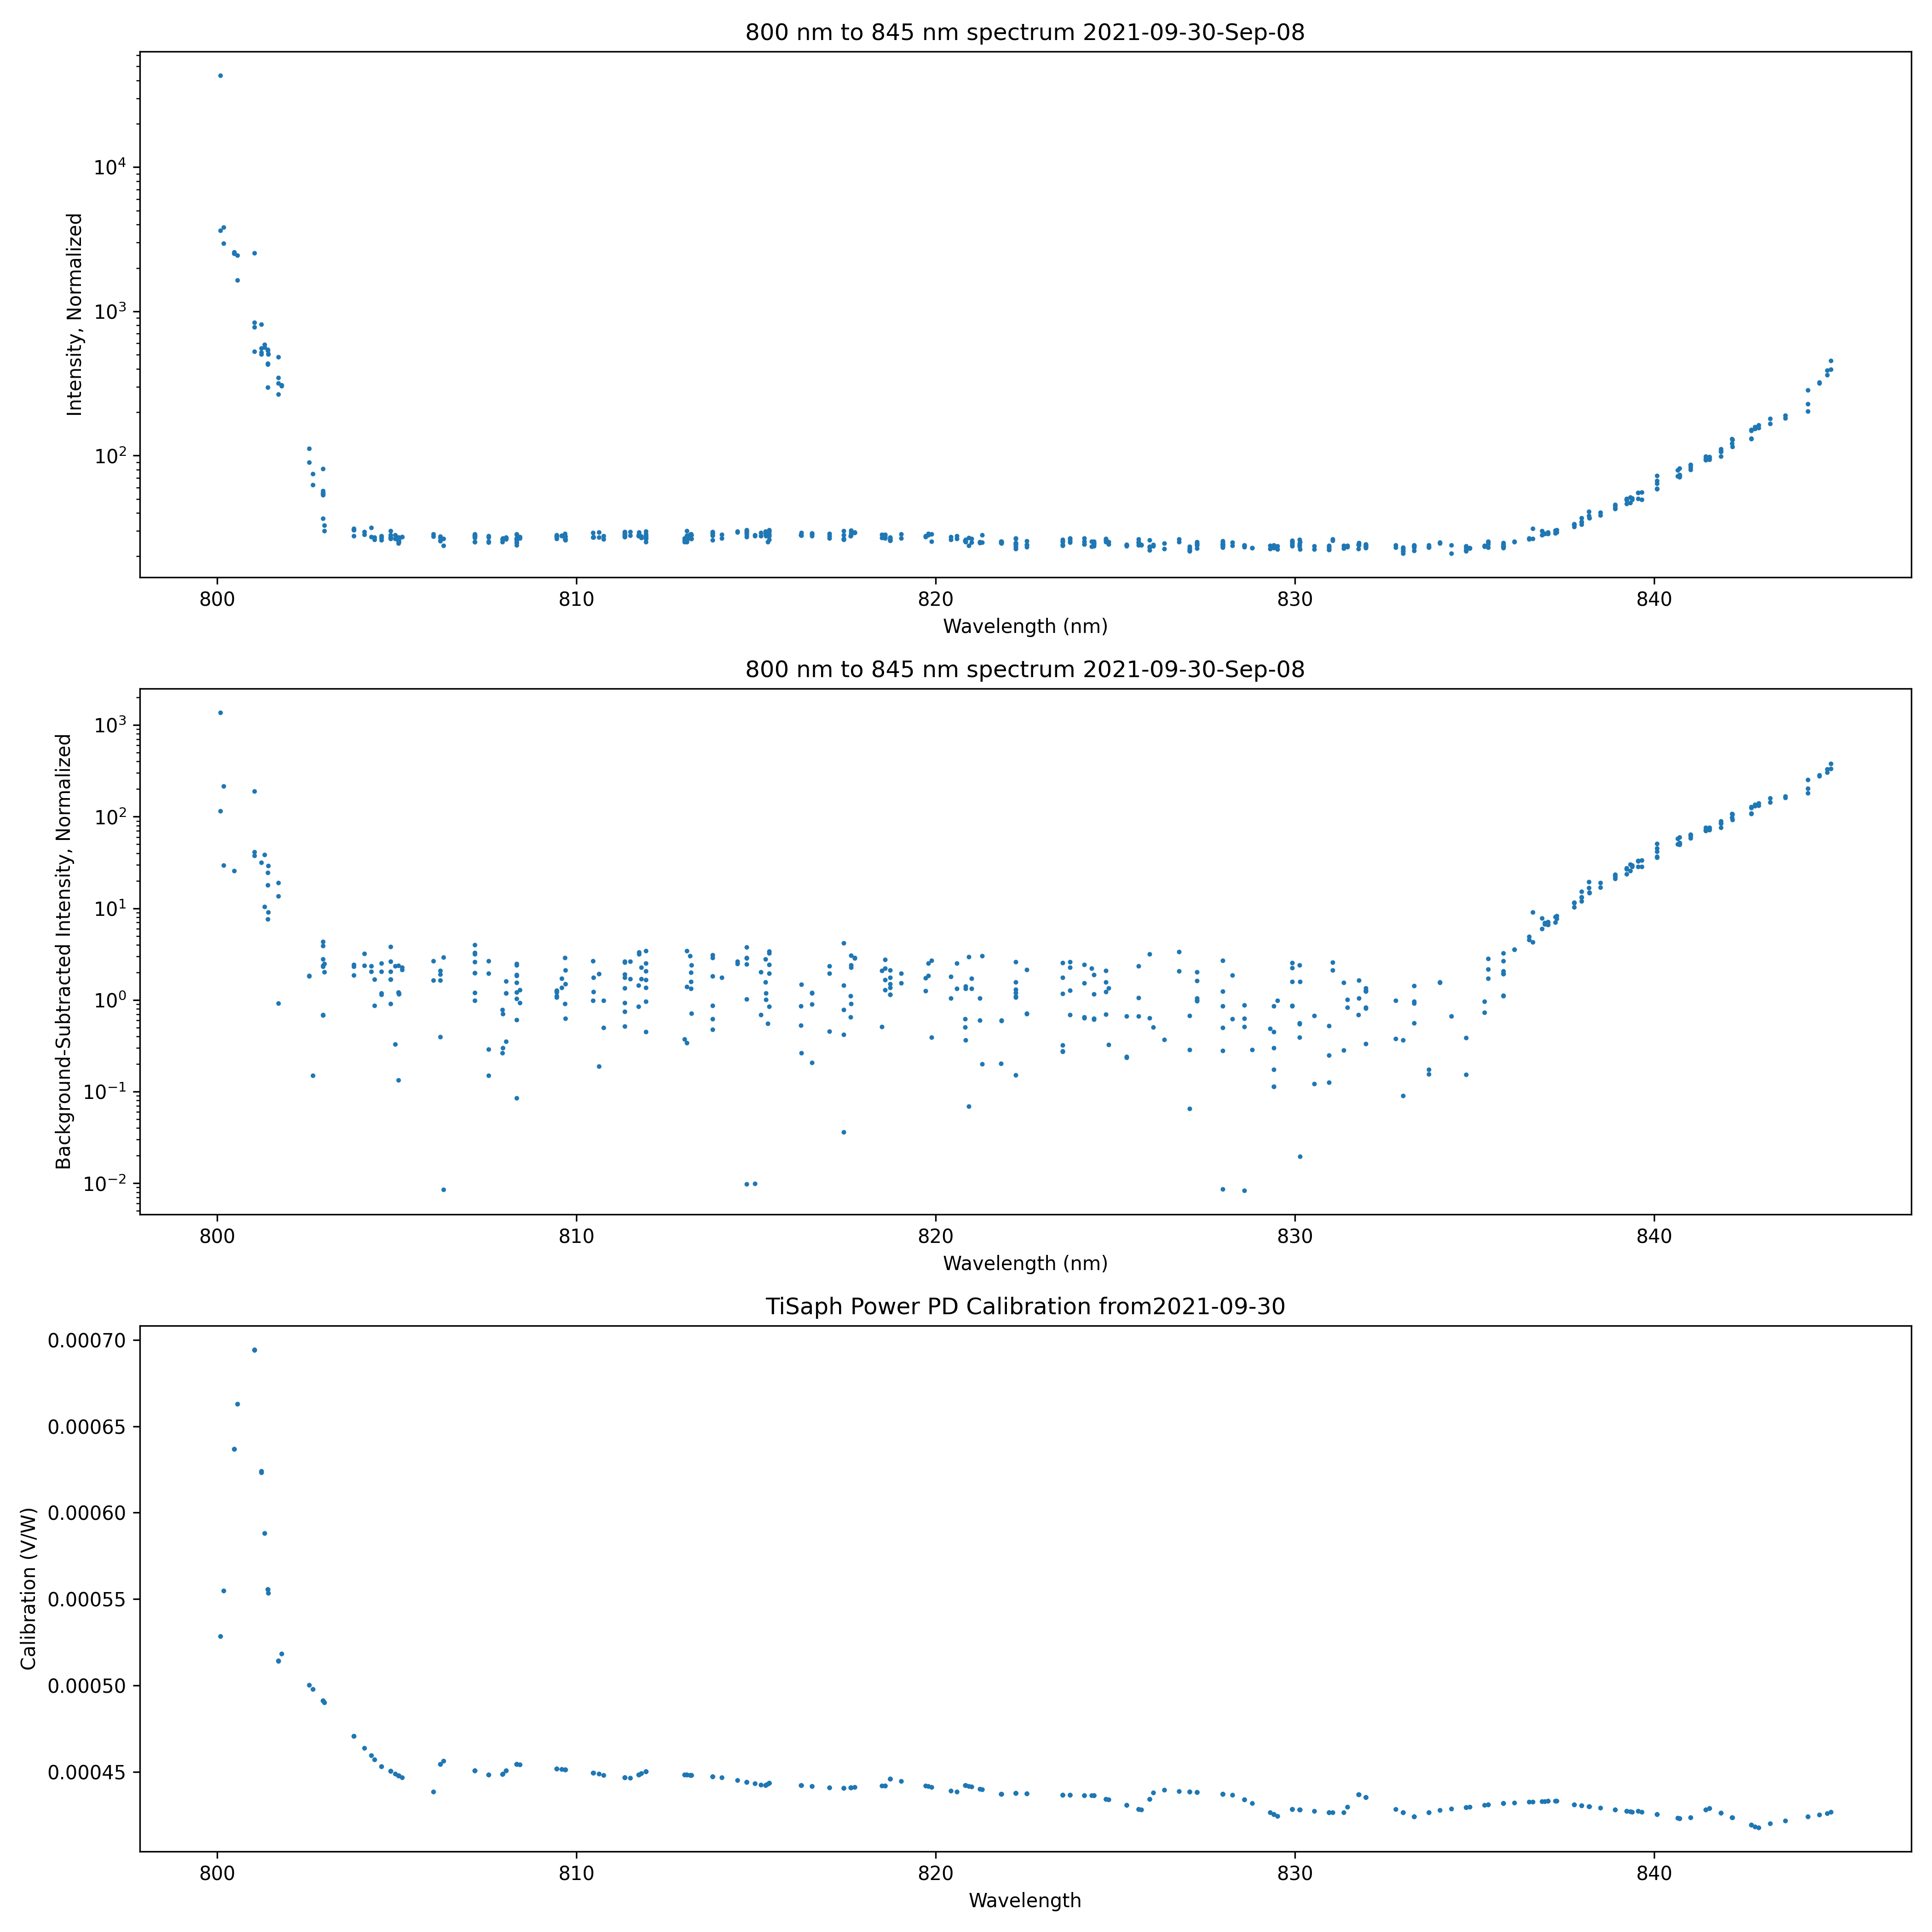 800 nm to 845 nm spectrum 2021-09-30-Sep-08
Intensity, Normalized
10⁴
10³
10²
800 810 820 830 840
Wavelength (nm)
800 nm to 845 nm spectrum 2021-09-30-Sep-08
Background-Subtracted Intensity, Normalized
10³
10²
10¹
10⁰
10⁻¹
10⁻²
800 810 820 830 840
Wavelength (nm)
TiSaph Power PD Calibration from2021-09-30
Calibration (V/W)
0.00070
0.00065
0.00060
0.00055
0.00050
0.00045
800 810 820 830 840
Wavelength